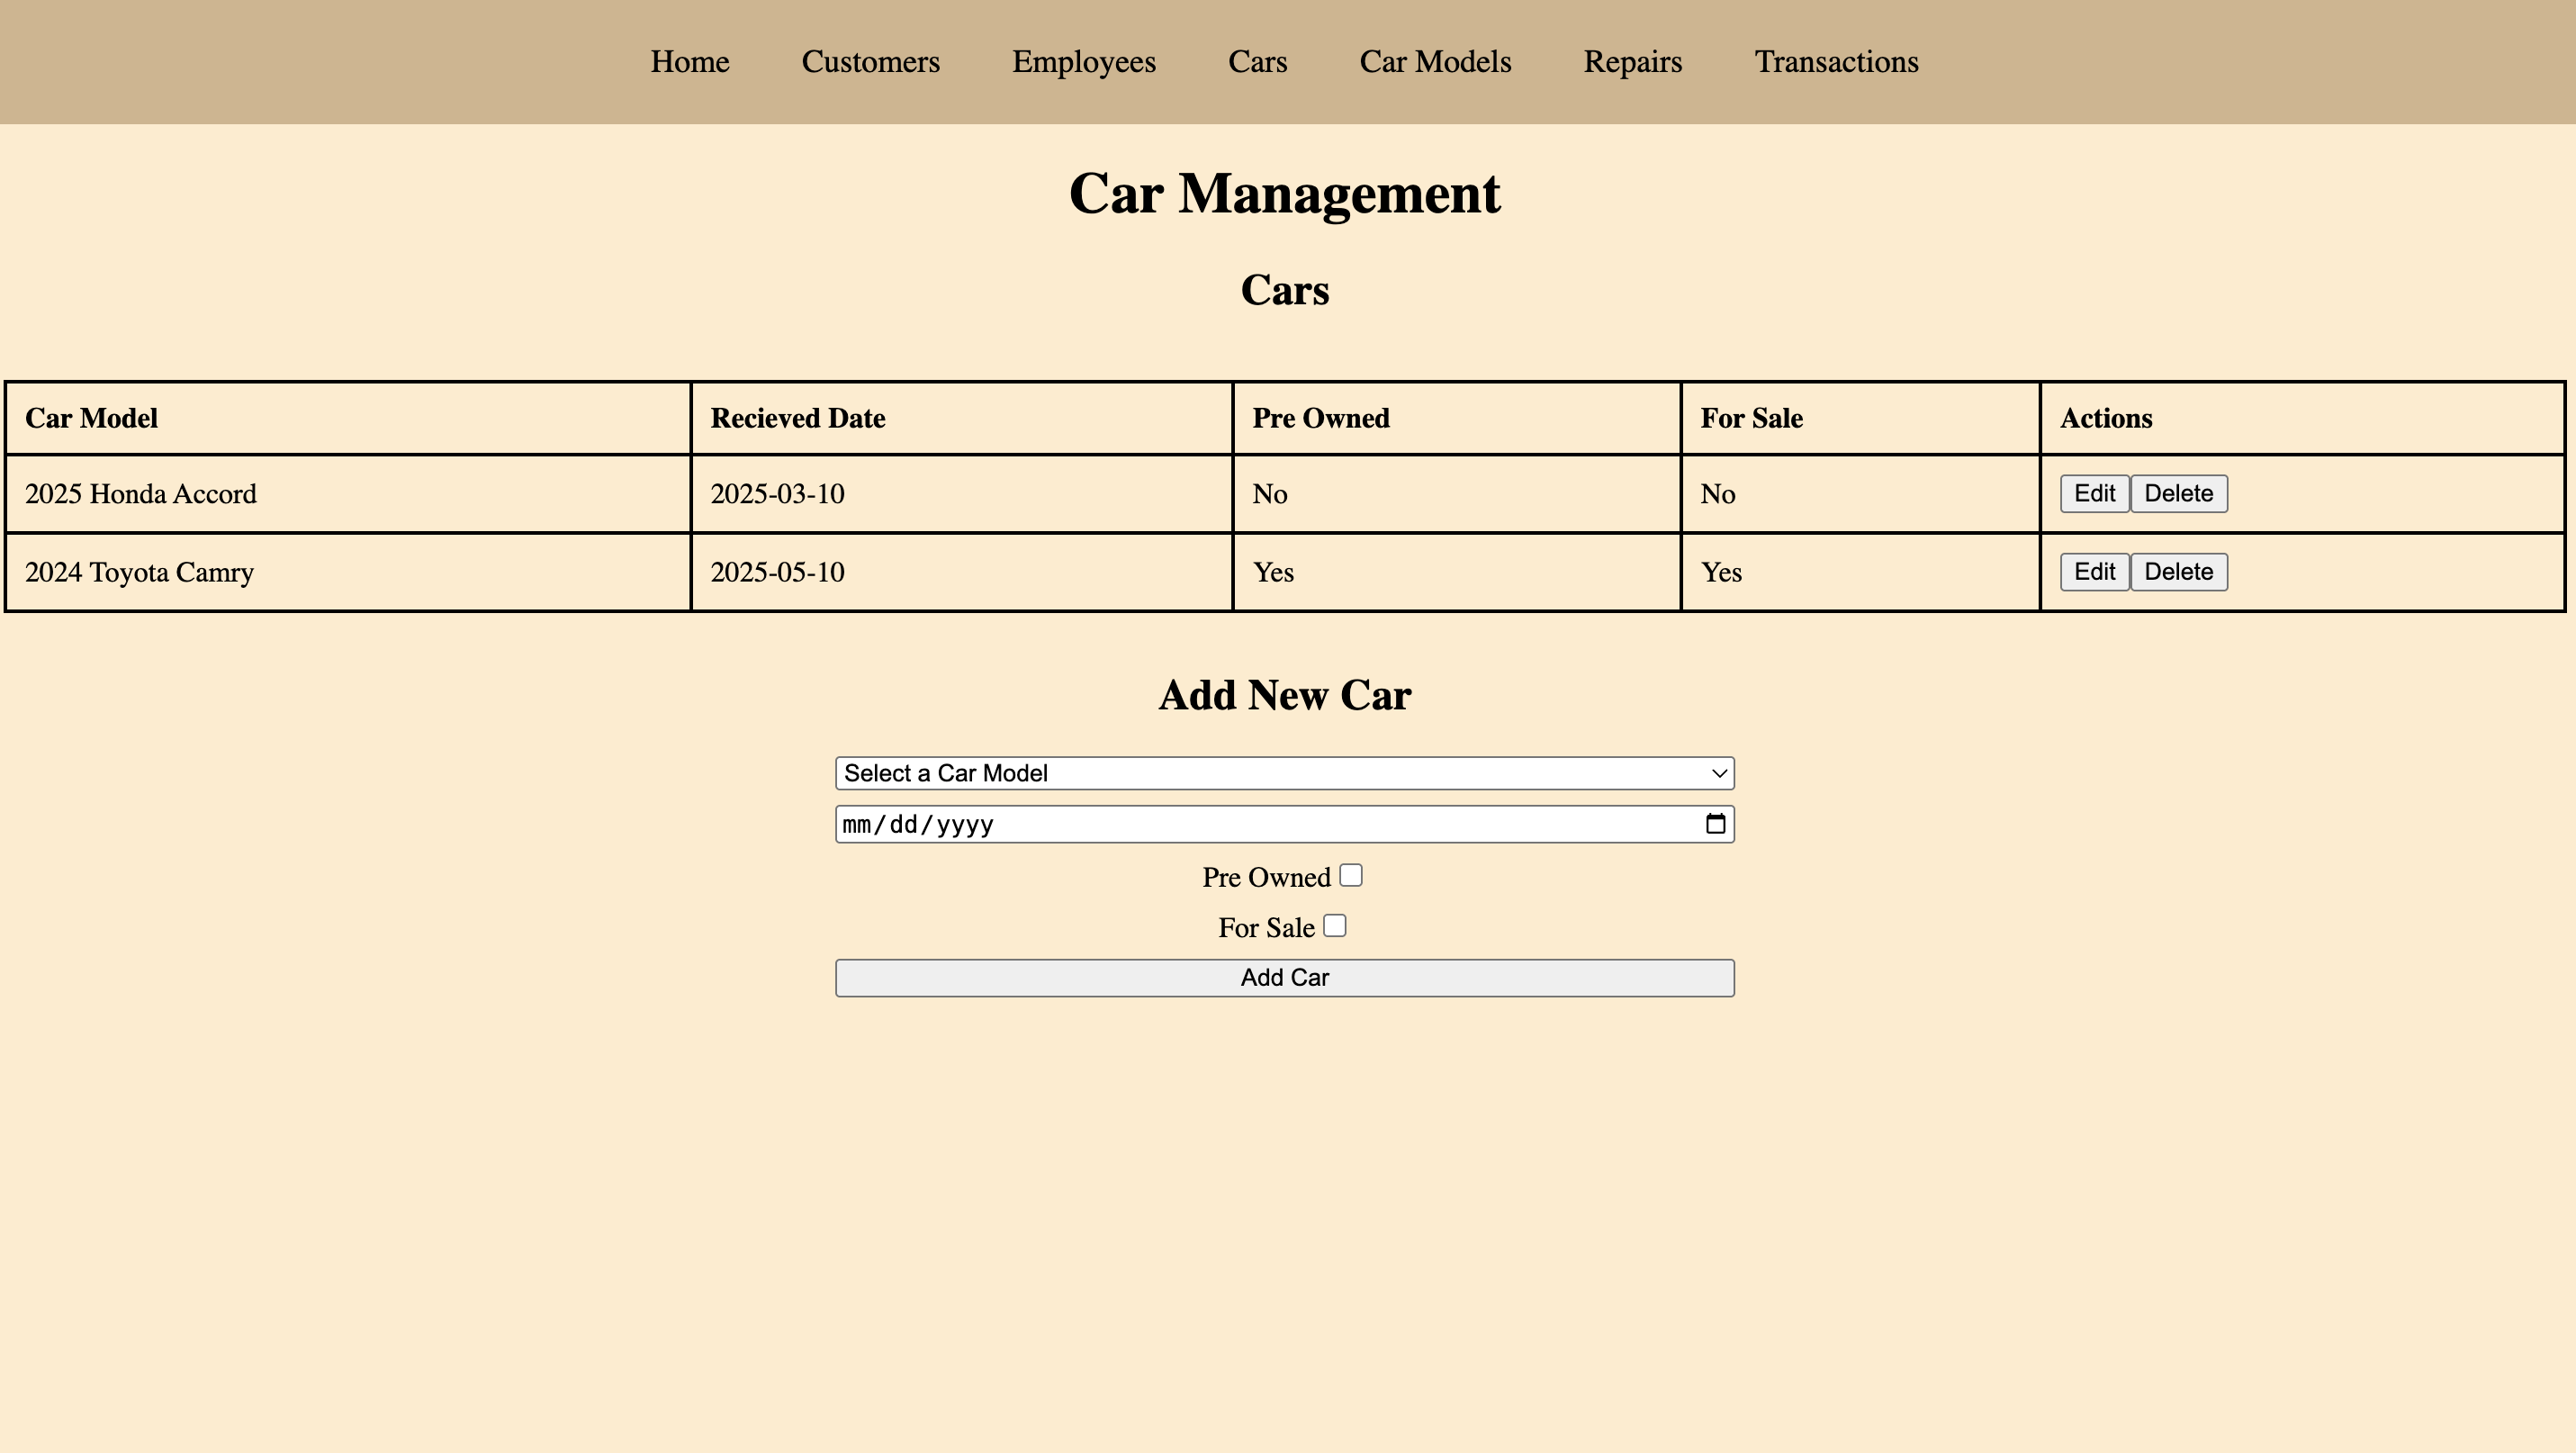 Home Customers Employees Cars Car Models Repairs Transactions
Car Management
Cars
Car Model Recieved Date Pre Owned For Sale Actions
2025 Honda Accord 2025-03-10 No No Edit Delete
2024 Toyota Camry 2025-05-10 Yes Yes Edit Delete
Add New Car
Select a Car Model
mm/dd/yyyy
Pre Owned
For Sale
Add Car